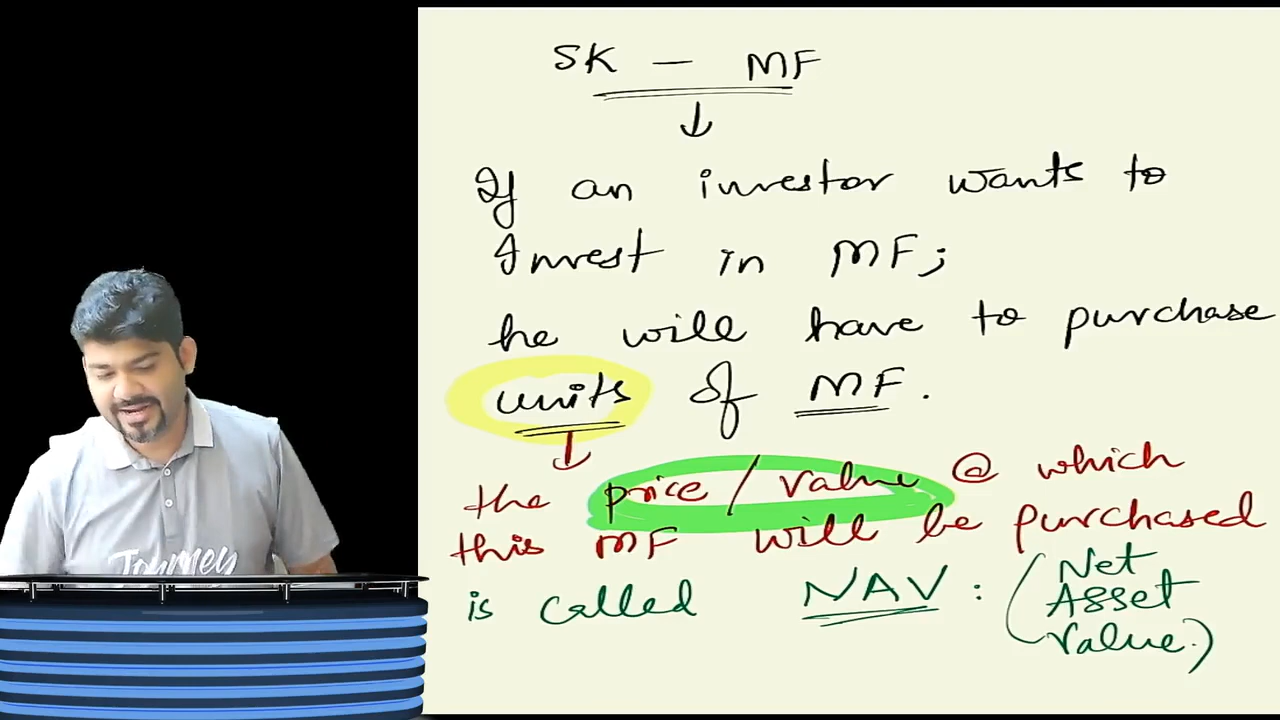 SK - MF
If an investor wants to
Invest in MF;
he will have to purchase
units of MF.
the price / value @ which
this MF will be purchased
is called NAV : (Net
Asset
Value.)
Journey